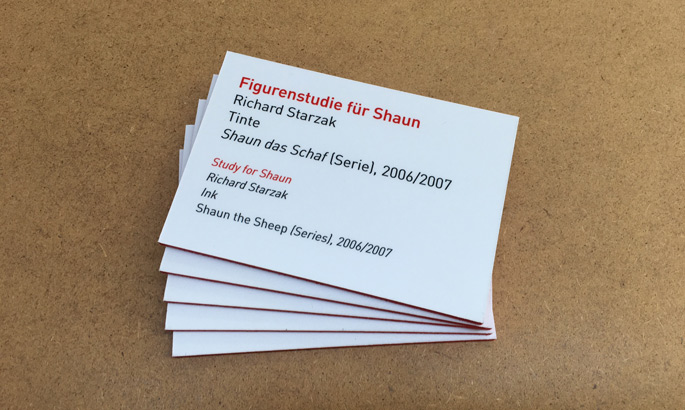 Figurenstudie für Shaun
Richard Starzak
Tinte
Shaun das Schaf (Serie), 2006/2007
Study for Shaun
Richard Starzak
Ink
Shaun the Sheep (Series), 2006/2007